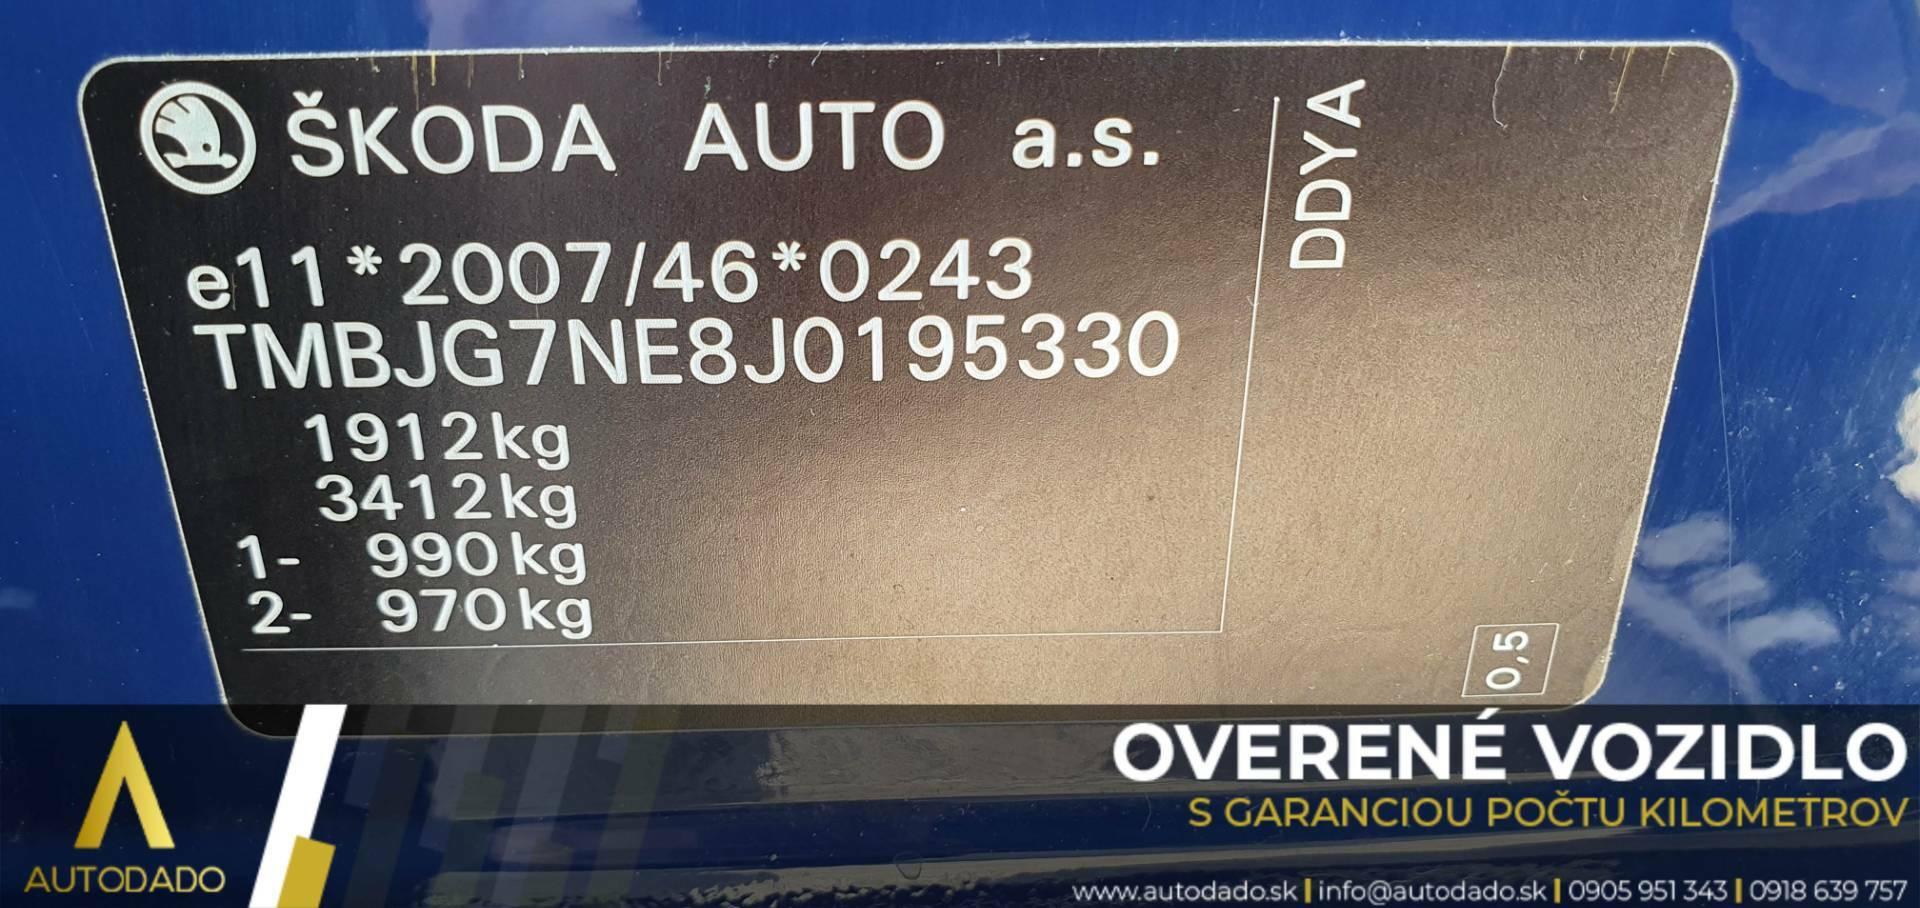 ŠKODA AUTO a.s.
DDYA
e11*2007/46*0243
TMBJG7NE8J0195330
1912kg
3412kg
1- 990kg
2- 970kg
0,5
OVERENÉ VOZIDLO
S GARANCIOU POČTU KILOMETROV
AUTODADO
www.autodado.sk | info@autodado.sk | 0905 951 343 | 0918 639 757